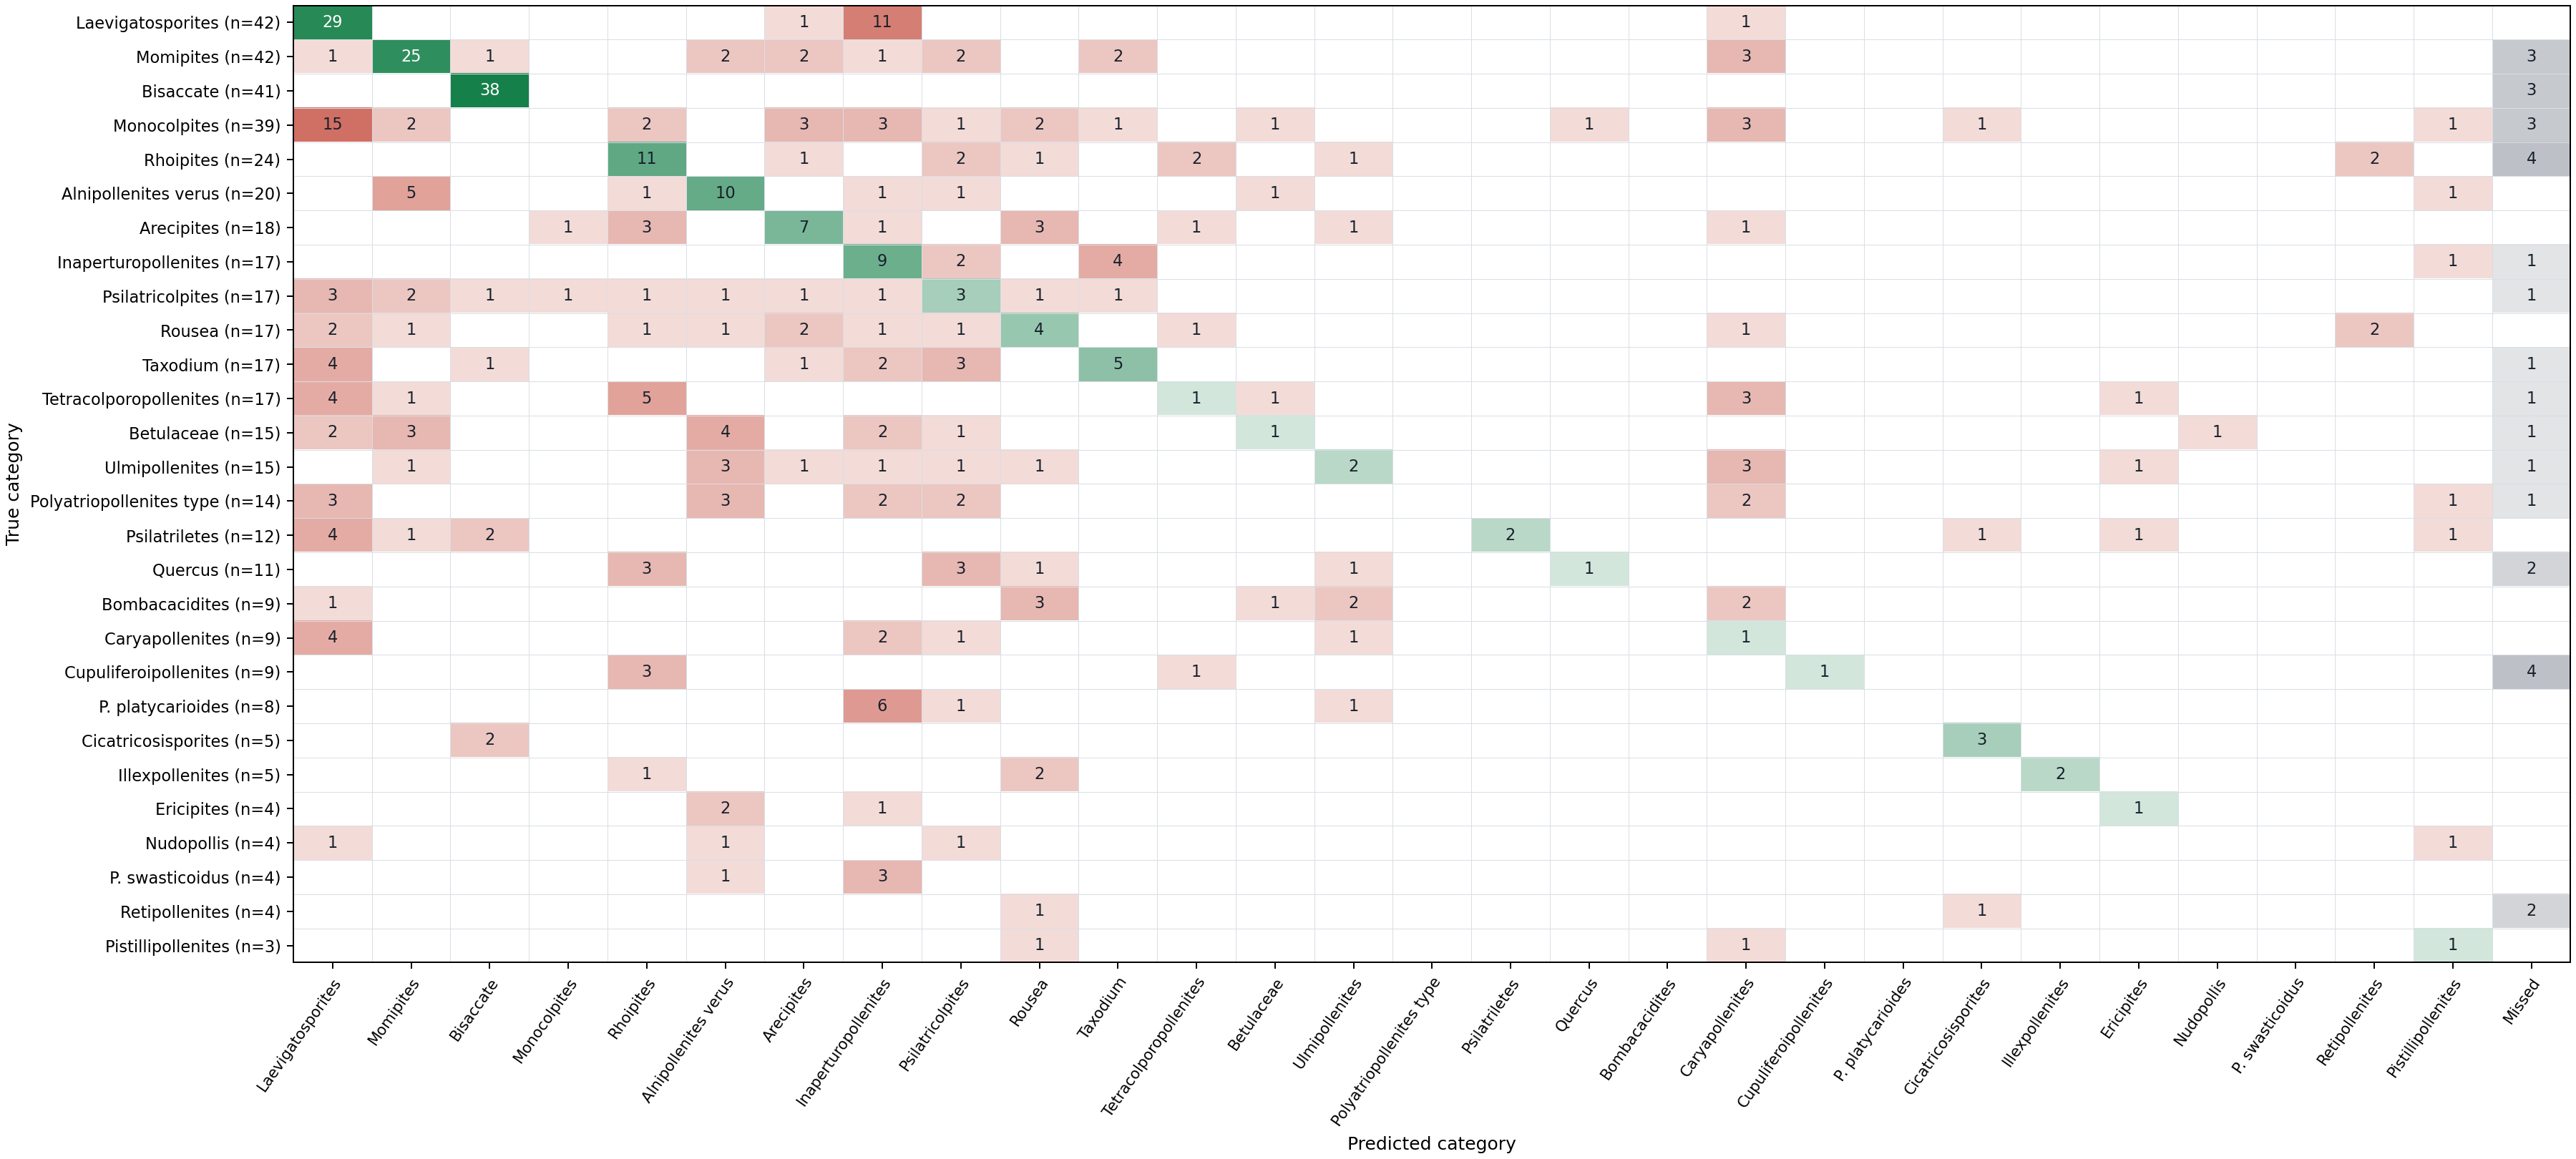 Laevigatosporites (n=42) 29 1 11 1
Momipites (n=42) 1 25 1 2 2 1 2 2 3 3
Bisaccate (n=41) 38 3
Monocolpites (n=39) 15 2 2 3 3 1 2 1 1 1 3 1 1 3
Rhoipites (n=24) 11 1 2 1 2 1 2 4
Alnipollenites verus (n=20) 5 1 10 1 1 1 1
Arecipites (n=18) 1 3 7 1 3 1 1 1
Inaperturopollenites (n=17) 9 2 4 1 1
Psilatricolpites (n=17) 3 2 1 1 1 1 1 1 3 1 1 1
Rousea (n=17) 2 1 1 1 2 1 1 4 1 1 2
Taxodium (n=17) 4 1 1 2 3 5 1
Tetracolporopollenites (n=17) 4 1 5 1 1 3 1 1
Betulaceae (n=15) 2 3 4 2 1 1 1 1
Ulmipollenites (n=15) 1 3 1 1 1 1 2 3 1 1
Polyatriopollenites type (n=14) 3 3 2 2 2 1 1
Psilatriletes (n=12) 4 1 2 2 1 1 1
Quercus (n=11) 3 3 1 1 1 2
Bombacacidites (n=9) 1 3 1 2 2
Caryapollenites (n=9) 4 2 1 1 1
Cupuliferoipollenites (n=9) 3 1 1 4
P. platycarioides (n=8) 6 1 1
Cicatricosisporites (n=5) 2 3
Illexpollenites (n=5) 1 2 2
Ericipites (n=4) 2 1 1
Nudopollis (n=4) 1 1 1 1
P. swasticoidus (n=4) 1 3
Retipollenites (n=4) 1 1 2
Pistillipollenites (n=3) 1 1 1
True category
Laevigatosporites
Momipites
Bisaccate
Monocolpites
Rhoipites
Alnipollenites verus
Arecipites
Inaperturopollenites
Psilatricolpites
Rousea
Taxodium
Tetracolporopollenites
Betulaceae
Ulmipollenites
Polyatriopollenites type
Psilatriletes
Quercus
Bombacacidites
Caryapollenites
Cupuliferoipollenites
P. platycarioides
Cicatricosisporites
Illexpollenites
Ericipites
Nudopollis
P. swasticoidus
Retipollenites
Pistillipollenites
Missed
Predicted category